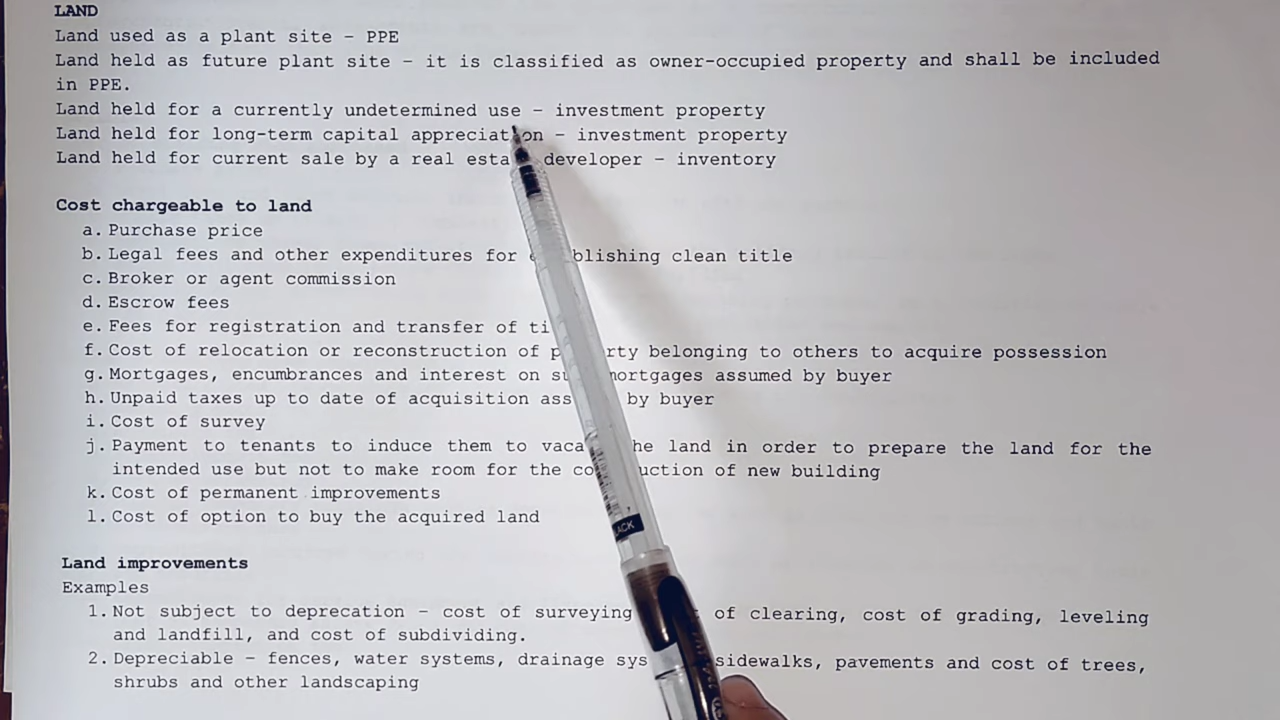 LAND
Land used as a plant site – PPE
Land held as future plant site – it is classified as owner-occupied property and shall be included
in PPE.
Land held for a currently undetermined use – investment property
Land held for long-term capital appreciation – investment property
Land held for current sale by a real esta developer – inventory
Cost chargeable to land
a. Purchase price
b. Legal fees and other expenditures for blishing clean title
c. Broker or agent commission
d. Escrow fees
e. Fees for registration and transfer of ti
f. Cost of relocation or reconstruction of p rty belonging to others to acquire possession
g. Mortgages, encumbrances and interest on su mortgages assumed by buyer
h. Unpaid taxes up to date of acquisition ass by buyer
i. Cost of survey
j. Payment to tenants to induce them to vaca he land in order to prepare the land for the
intended use but not to make room for the co uction of new building
k. Cost of permanent improvements
l. Cost of option to buy the acquired land
Land improvements
Examples
1. Not subject to deprecation – cost of surveying of clearing, cost of grading, leveling
and landfill, and cost of subdividing.
2. Depreciable – fences, water systems, drainage sys sidewalks, pavements and cost of trees,
shrubs and other landscaping
ACK